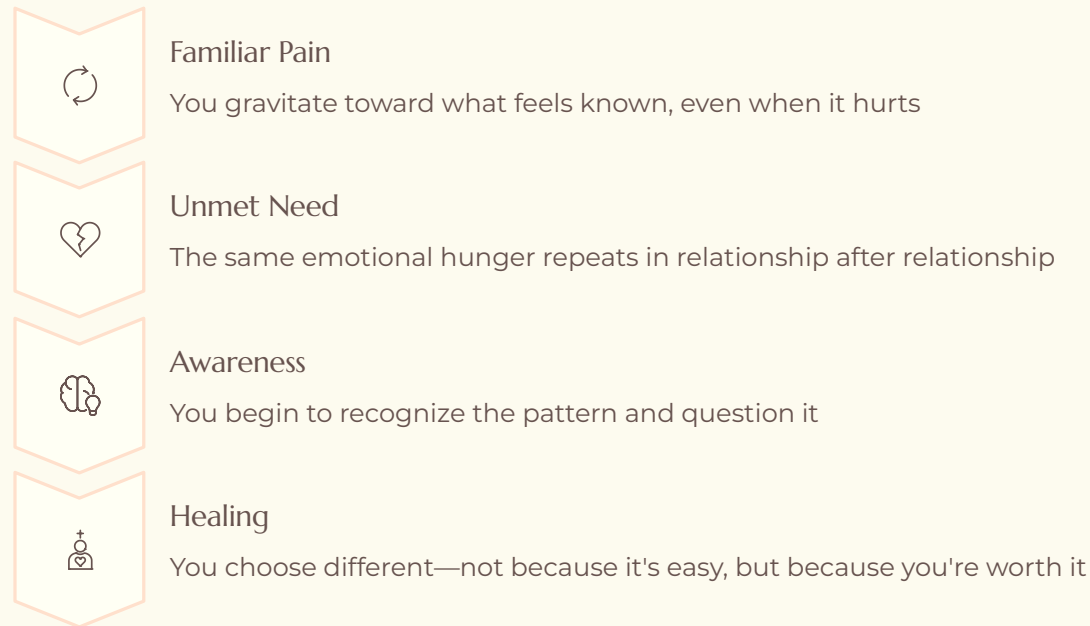 Familiar Pain
You gravitate toward what feels known, even when it hurts
Unmet Need
The same emotional hunger repeats in relationship after relationship
Awareness
You begin to recognize the pattern and question it
Healing
You choose different—not because it's easy, but because you're worth it